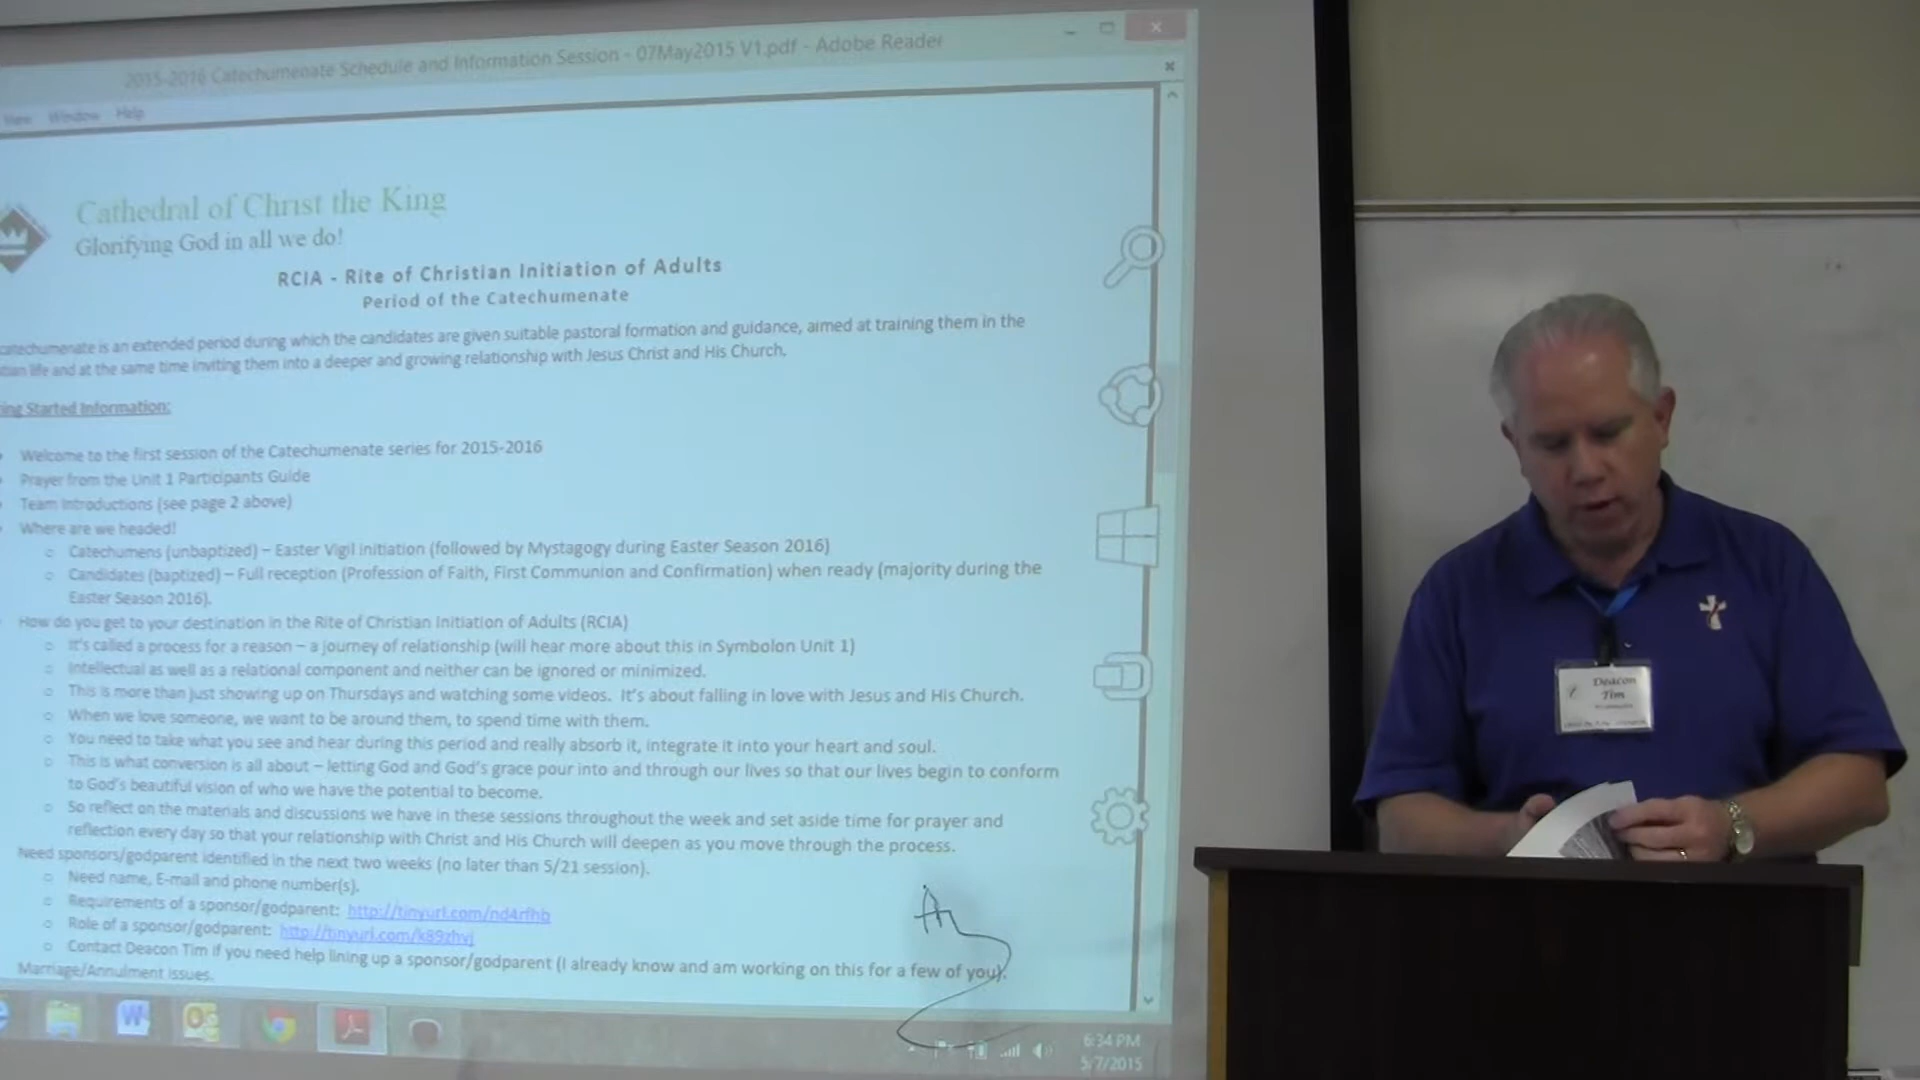 2015-2016 Catechumenate Schedule and Information Session - 07May2015 V1.pdf - Adobe Reader
View Window Help
Cathedral of Christ the King
Glorifying God in all we do!
RCIA - Rite of Christian Initiation of Adults
Period of the Catechumenate
catechumenate is an extended period during which the candidates are given suitable pastoral formation and guidance, aimed at training them in the
tian life and at the same time inviting them into a deeper and growing relationship with Jesus Christ and His Church.
ing Started Information:
Welcome to the first session of the Catechumenate series for 2015-2016
Prayer from the Unit 1 Participants Guide
Team Introductions (see page 2 above)
Where are we headed!
Catechumens (unbaptized) – Easter Vigil initiation (followed by Mystagogy during Easter Season 2016)
Candidates (baptized) – Full reception (Profession of Faith, First Communion and Confirmation) when ready (majority during the
Easter Season 2016).
How do you get to your destination in the Rite of Christian Initiation of Adults (RCIA)
It's called a process for a reason – a journey of relationship (will hear more about this in Symbolon Unit 1)
Intellectual as well as a relational component and neither can be ignored or minimized.
This is more than just showing up on Thursdays and watching some videos. It's about falling in love with Jesus and His Church.
When we love someone, we want to be around them, to spend time with them.
You need to take what you see and hear during this period and really absorb it, integrate it into your heart and soul.
This is what conversion is all about – letting God and God's grace pour into and through our lives so that our lives begin to conform
to God's beautiful vision of who we have the potential to become.
So reflect on the materials and discussions we have in these sessions throughout the week and set aside time for prayer and
reflection every day so that your relationship with Christ and His Church will deepen as you move through the process.
Need sponsors/godparent identified in the next two weeks (no later than 5/21 session).
Need name, E-mail and phone number(s).
Requirements of a sponsor/godparent: http://tinyurl.com/nd4rfhb
Role of a sponsor/godparent: http://tinyurl.com/k89zhvj
Contact Deacon Tim if you need help lining up a sponsor/godparent (I already know and am working on this for a few of you).
Marriage/Annulment issues.
6:34 PM
5/7/2015
Deacon
Tim